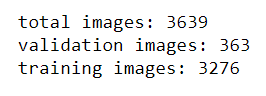 total images: 3639
validation images: 363
training images: 3276